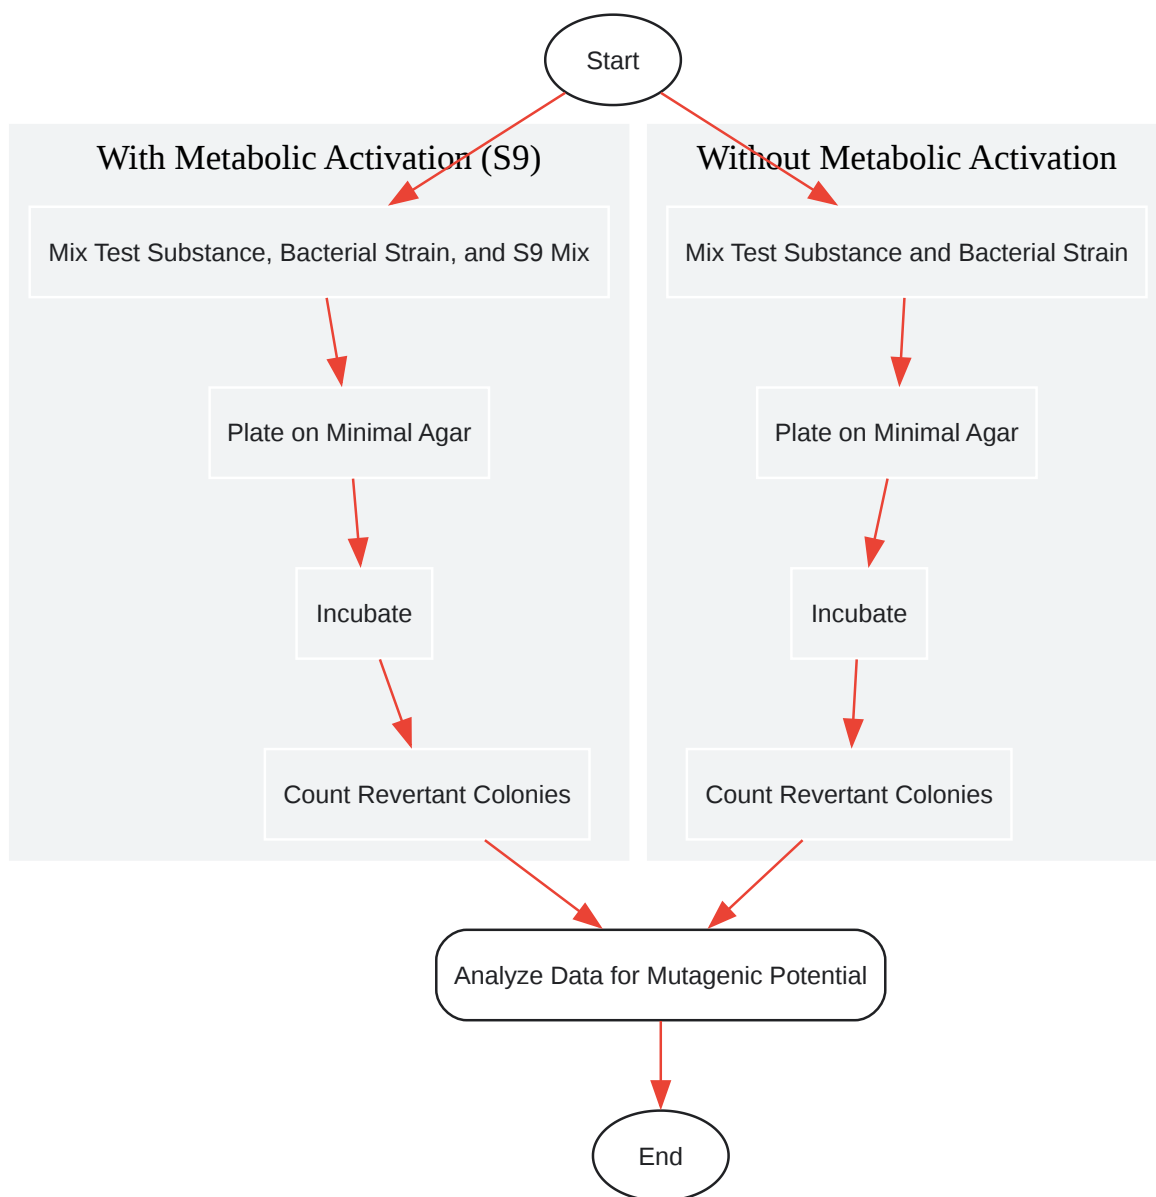 Start
With Metabolic Activation (S9)
Without Metabolic Activation
Mix Test Substance, Bacterial Strain, and S9 Mix
Mix Test Substance and Bacterial Strain
Plate on Minimal Agar
Plate on Minimal Agar
Incubate
Incubate
Count Revertant Colonies
Count Revertant Colonies
Analyze Data for Mutagenic Potential
End